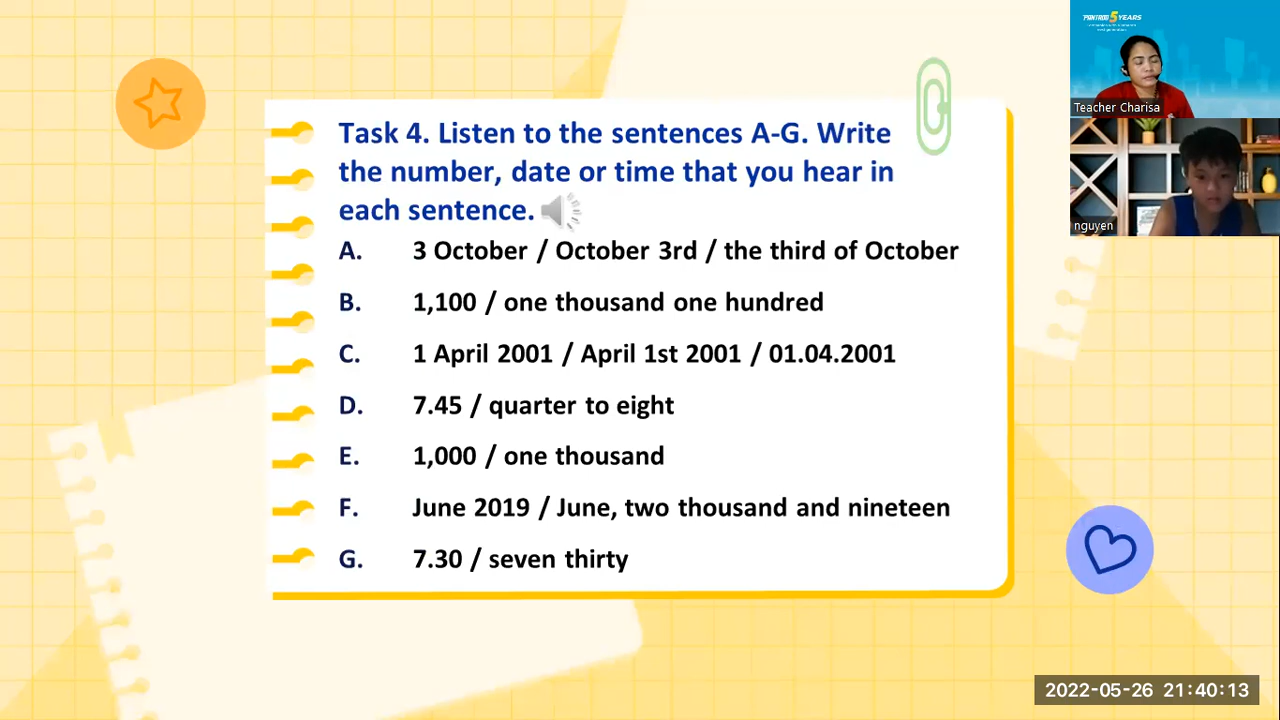 Task 4. Listen to the sentences A-G. Write
the number, date or time that you hear in
each sentence.
A. 3 October / October 3rd / the third of October
B. 1,100 / one thousand one hundred
C. 1 April 2001 / April 1st 2001 / 01.04.2001
D. 7.45 / quarter to eight
E. 1,000 / one thousand
F. June 2019 / June, two thousand and nineteen
G. 7.30 / seven thirty
5 YEARS
Teacher Charisa
nguyen
2022-05-26 21:40:13